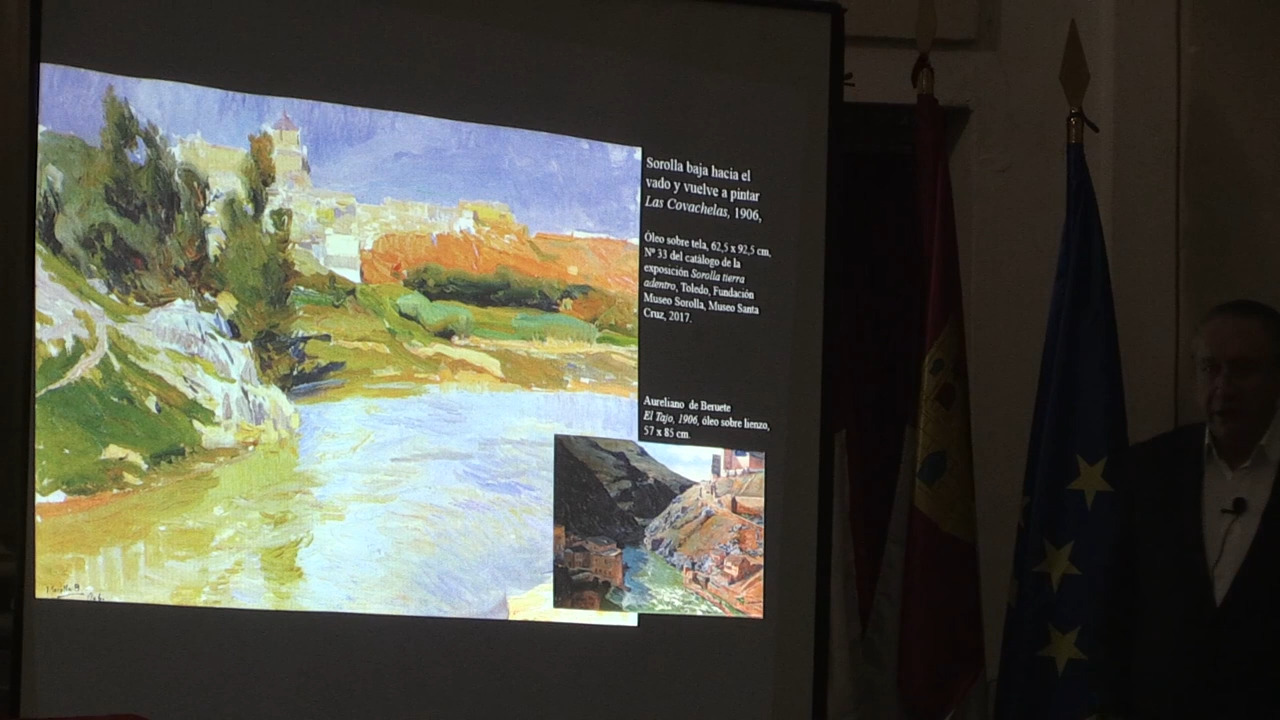 Sorolla baja hacia el
vado y vuelve a pintar
Las Covachelas, 1906,
Óleo sobre tela, 62,5 x 92,5 cm,
Nº 33 del catálogo de la
exposición Sorolla tierra
adentro, Toledo, Fundación
Museo Sorolla, Museo Santa
Cruz, 2017.
Aureliano de Beruete
El Tajo, 1906, óleo sobre lienzo,
57 x 85 cm.